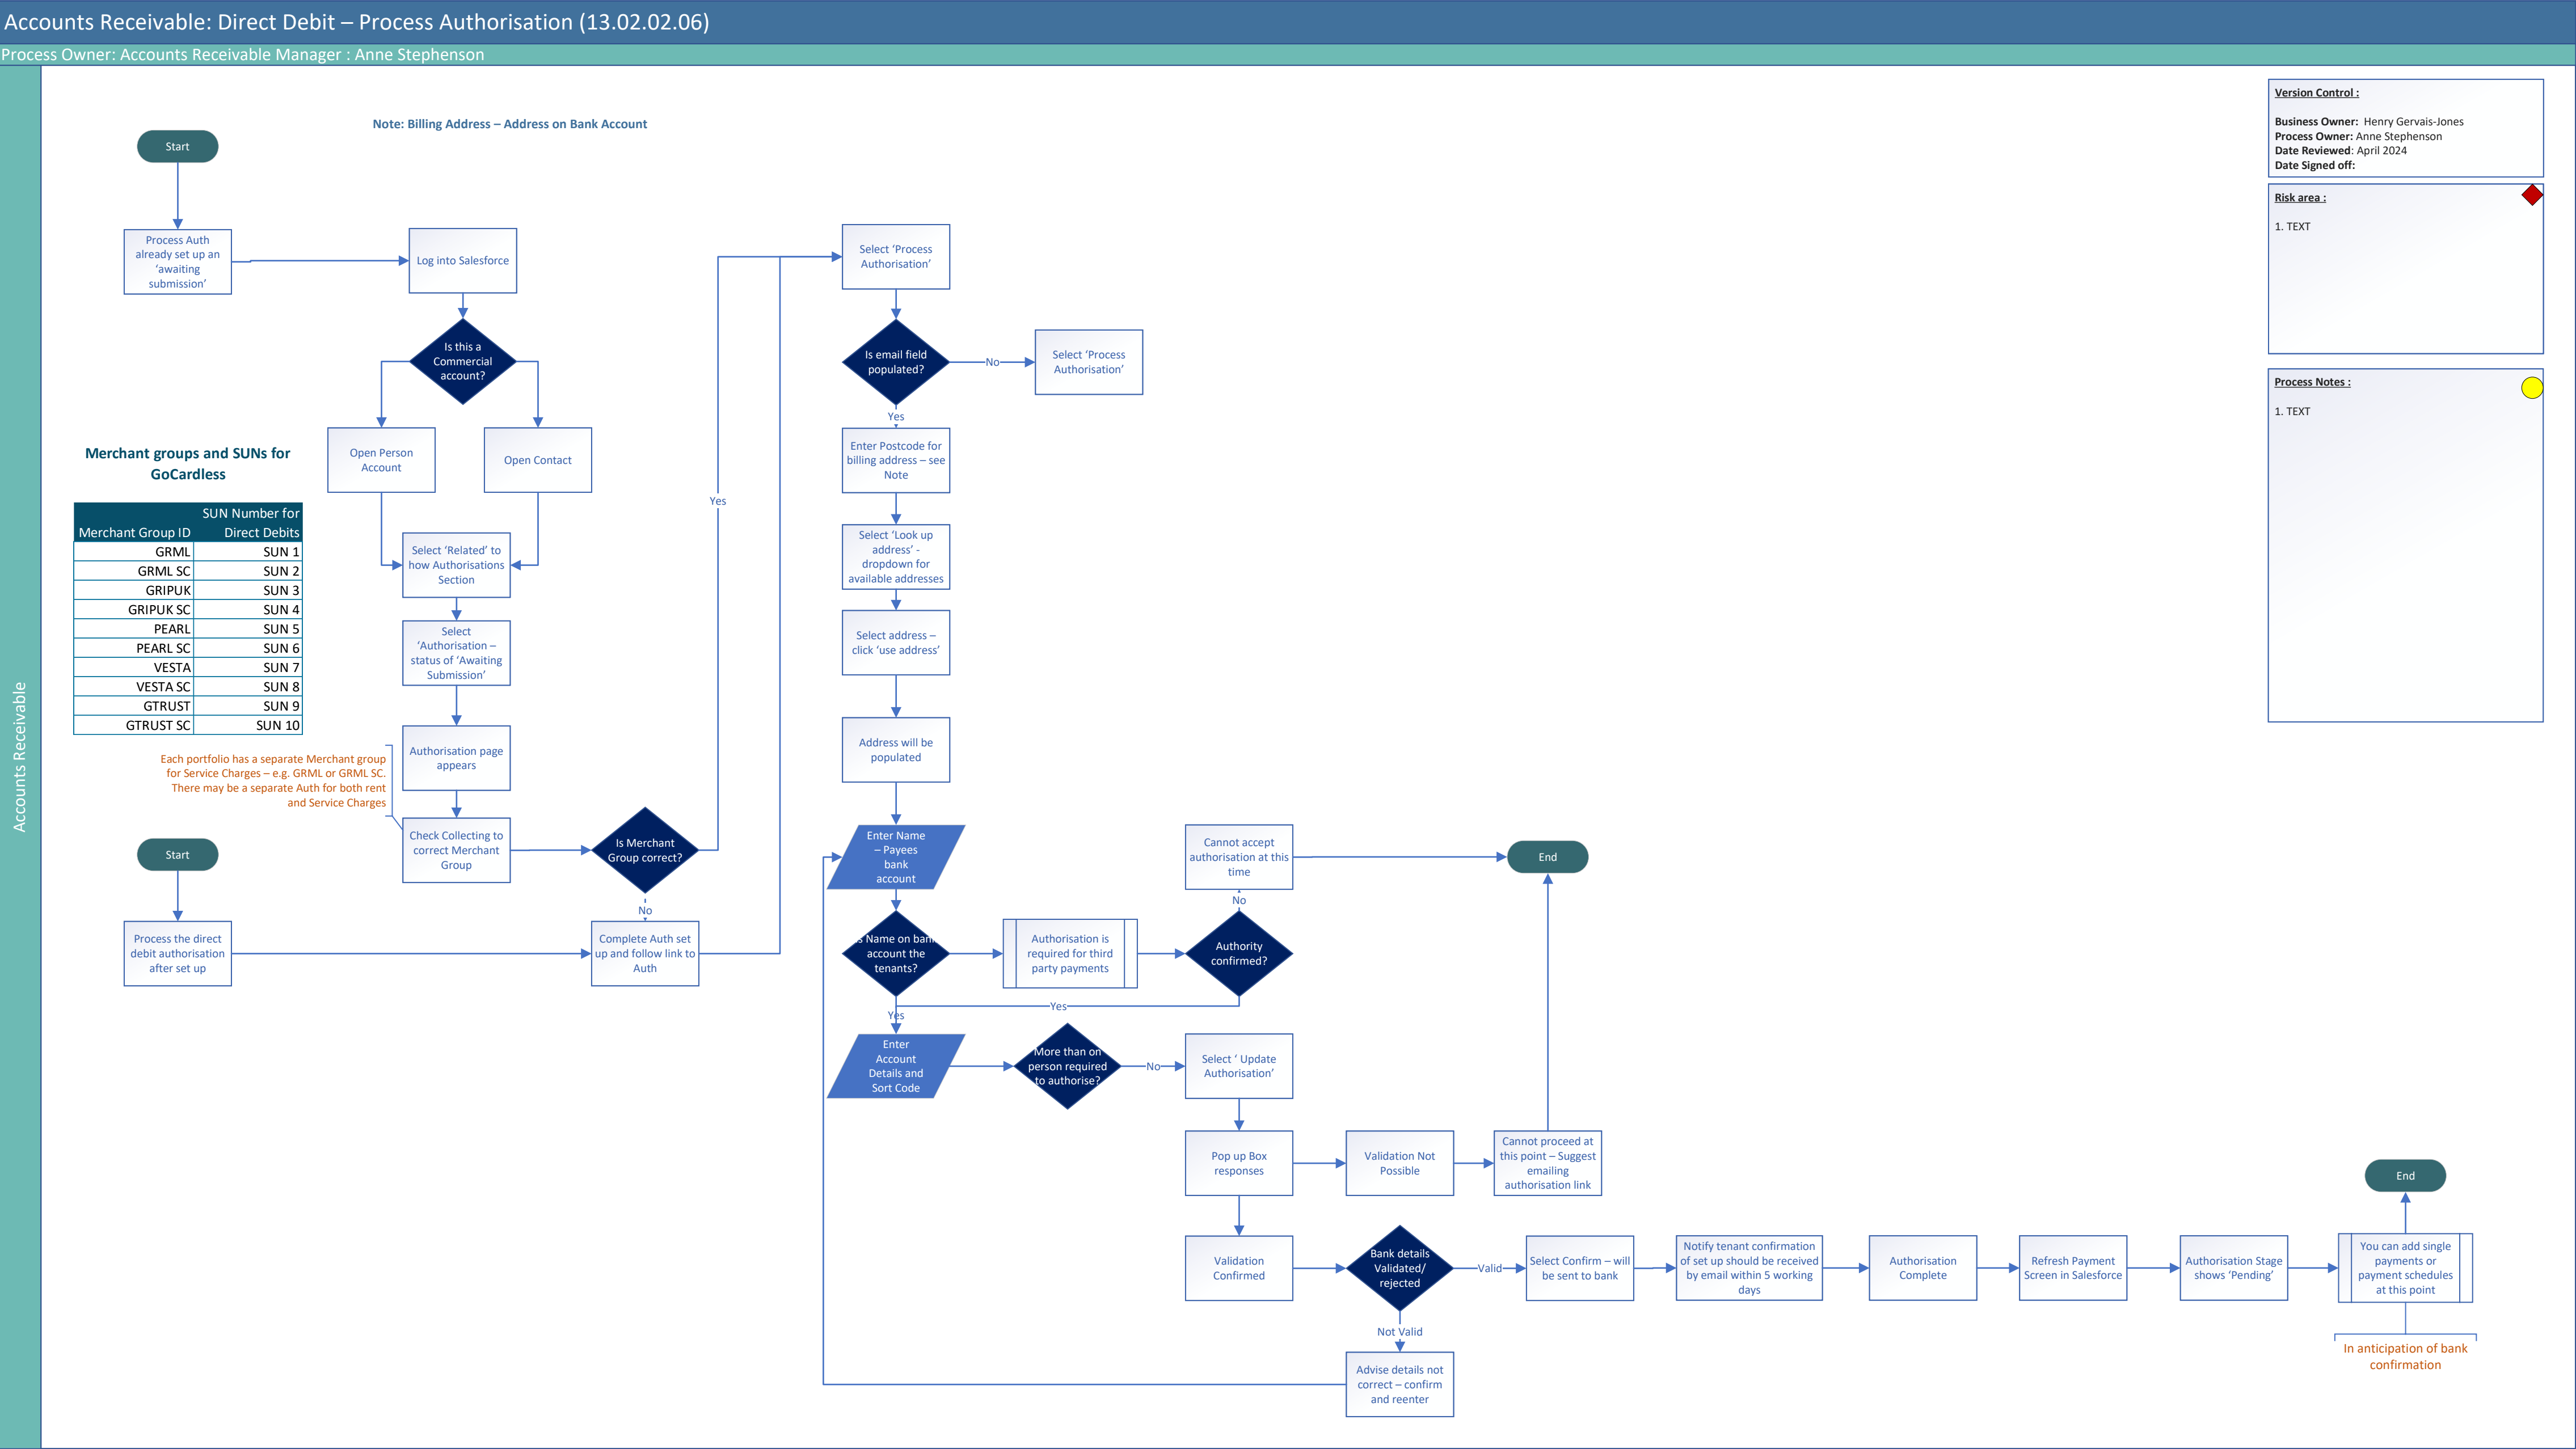 Accounts Receivable: Direct Debit – Process Authorisation (13.02.02.06)
Process Owner: Accounts Receivable Manager : Anne Stephenson
Accounts Receivable
Note: Billing Address – Address on Bank Account
Start
Process Auth
already set up an
‘awaiting
submission’
Log into Salesforce
Is this a
Commercial
account?
Open Person
Account
Open Contact
Select ‘Related’ to
how Authorisations
Section
Select
‘Authorisation –
status of ‘Awaiting
Submission’
Authorisation page
appears
Check Collecting to
correct Merchant
Group
Merchant groups and SUNs for
GoCardless
SUN Number for
Merchant Group ID Direct Debits
GRML SUN 1
GRML SC SUN 2
GRIPUK SUN 3
GRIPUK SC SUN 4
PEARL SUN 5
PEARL SC SUN 6
VESTA SUN 7
VESTA SC SUN 8
GTRUST SUN 9
GTRUST SC SUN 10
Each portfolio has a separate Merchant group
for Service Charges – e.g. GRML or GRML SC.
There may be a separate Auth for both rent
and Service Charges
Is Merchant
Group correct?
Yes
No
Start
Process the direct
debit authorisation
after set up
Complete Auth set
up and follow link to
Auth
Select ‘Process
Authorisation’
Is email field
populated?
No
Select ‘Process
Authorisation’
Yes
Enter Postcode for
billing address – see
Note
Select ‘Look up
address’ -
dropdown for
available addresses
Select address –
click ‘use address’
Address will be
populated
Enter Name
– Payees
bank
account
s Name on bank
account the
tenants?
Authorisation is
required for third
party payments
Authority
confirmed?
No
Cannot accept
authorisation at this
time
End
Yes
Yes
Enter
Account
Details and
Sort Code
More than on
person required
to authorise?
No
Select ‘ Update
Authorisation’
Pop up Box
responses
Validation Not
Possible
Cannot proceed at
this point – Suggest
emailing
authorisation link
Validation
Confirmed
Bank details
Validated/
rejected
Valid
Not Valid
Advise details not
correct – confirm
and reenter
Select Confirm – will
be sent to bank
Notify tenant confirmation
of set up should be received
by email within 5 working
days
Authorisation
Complete
Refresh Payment
Screen in Salesforce
Authorisation Stage
shows ‘Pending’
You can add single
payments or
payment schedules
at this point
End
In anticipation of bank
confirmation
Version Control :
Business Owner: Henry Gervais-Jones
Process Owner: Anne Stephenson
Date Reviewed: April 2024
Date Signed off:
Risk area :
1. TEXT
Process Notes :
1. TEXT